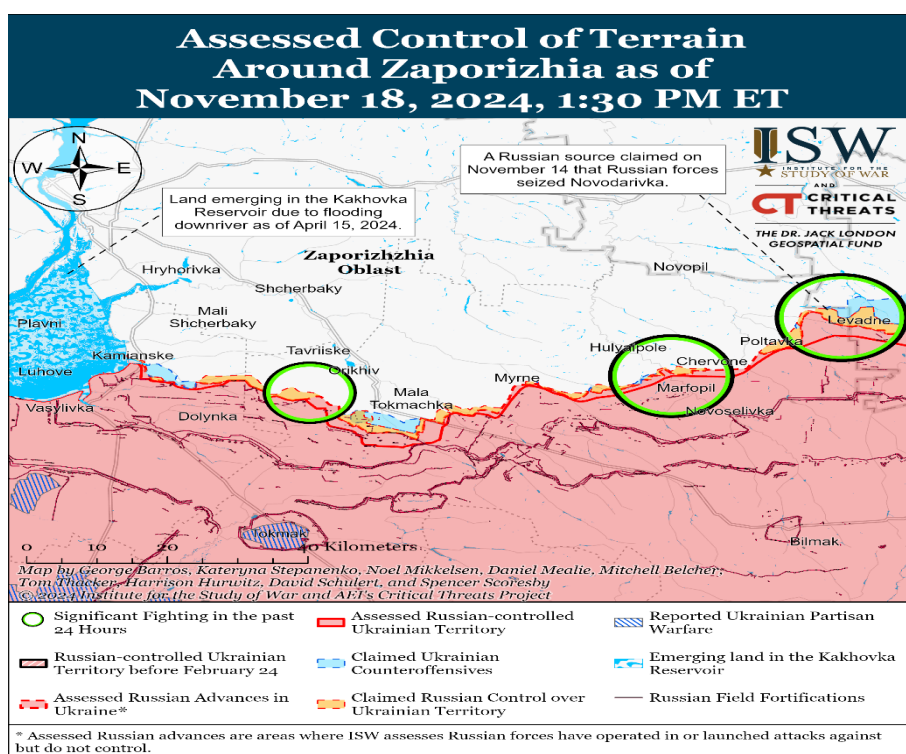 Assessed Control of Terrain
Around Zaporizhia as of
November 18, 2024, 1:30 PM ET
N
W
E
S
Land emerging in the Kakhovka
Reservoir due to flooding
downriver as of April 15, 2024.
A Russian source claimed on
November 14 that Russian forces
seized Novodarivka.
ISW
INSTITUTE FOR THE
STUDY OF WAR
AND
CT CRITICAL
THREATS
THE DR. JACK LONDON
GEOSPATIAL FUND
Zaporizhzhia
Oblast
Hryhorivka
Shcherbaky
Novopil
Mali
Shcherbaky
Plavni
Levadne
Kamianske
Tavriiske
Hulyaipole
Poltavka
Luhove
Orikhiv
Chervone
Myrne
Mala
Tokmachka
Marfopil
Vasylivka
Dolynka
Novoselivka
Tokmak
Bilmak
0
10
20
40 Kilometers
Map by George Barros, Kateryna Stepanenko, Noel Mikkelsen, Daniel Mealie, Mitchell Belcher,
Tom Thacker, Harrison Hurwitz, David Schulert, and Spencer Scoresby
© 2024 Institute for the Study of War and AEI's Critical Threats Project
Significant Fighting in the past
24 Hours
Assessed Russian-controlled
Ukrainian Territory
Reported Ukrainian Partisan
Warfare
Russian-controlled Ukrainian
Territory before February 24
Claimed Ukrainian
Counteroffensives
Emerging land in the Kakhovka
Reservoir
Assessed Russian Advances in
Ukraine*
Claimed Russian Control over
Ukrainian Territory
Russian Field Fortifications
* Assessed Russian advances are areas where ISW assesses Russian forces have operated in or launched attacks against
but do not control.